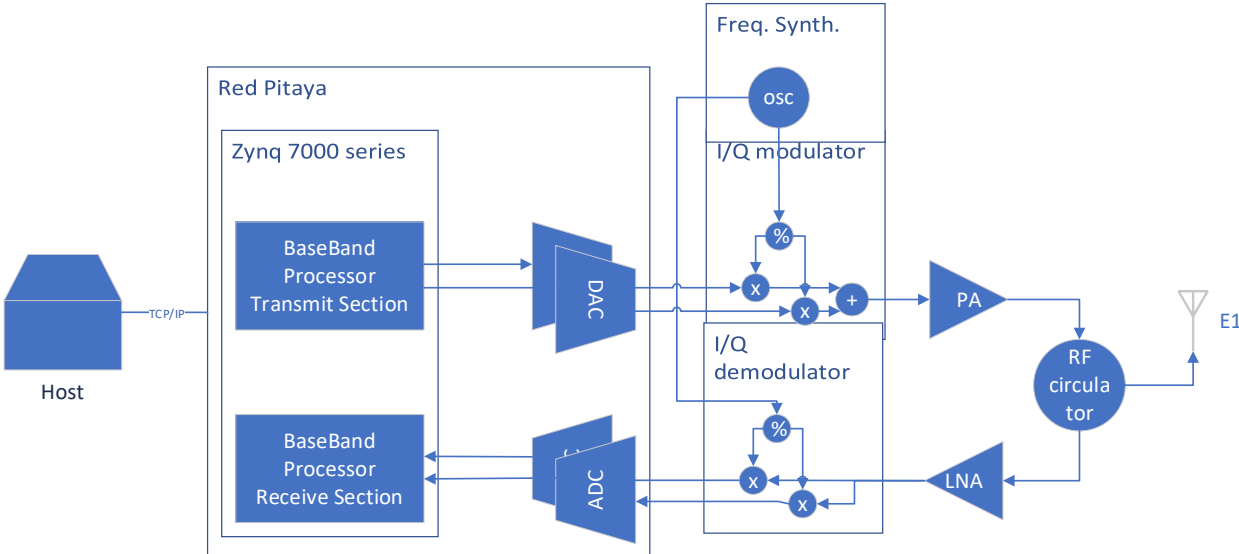 Freq. Synth.
osc
Red Pitaya
Zynq 7000 series
I/Q modulator
%
BaseBand
Processor
Transmit Section
DAC
x
x
+
PA
E1
TCP/IP
Host
I/Q
demodulator
RF
circula
tor
%
BaseBand
Processor
Receive Section
ADC
x
x
LNA